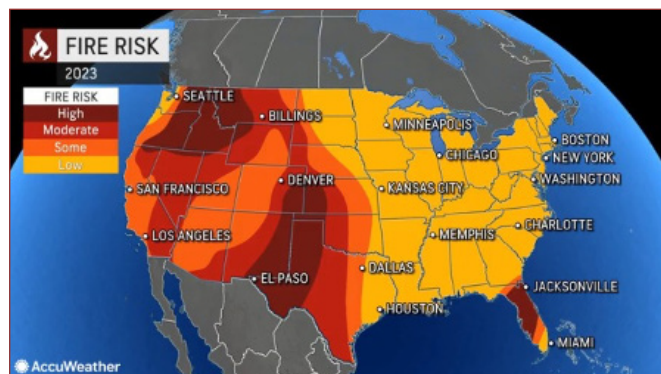 FIRE RISK
2023
FIRE RISK
High
Moderate
Some
Low
SEATTLE
BILLINGS
MINNEAPOLIS
BOSTON
CHICAGO
NEW YORK
SAN FRANCISCO
DENVER
KANSAS CITY
WASHINGTON
LOS ANGELES
MEMPHIS
CHARLOTTE
EL PASO
DALLAS
JACKSONVILLE
HOUSTON
MIAMI
AccuWeather